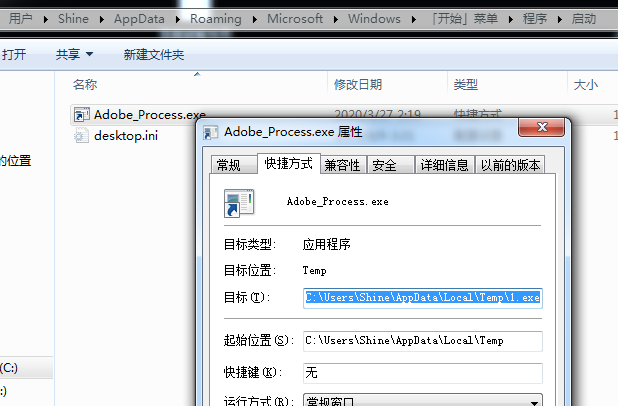 用户 ▸ Shine ▸ AppData ▸ Roaming ▸ Microsoft ▸ Windows ▸ 「开始」菜单 ▸ 程序 ▸ 启动
打开 共享 新建文件夹
名称 修改日期 类型 大小
Adobe_Process.exe 2020/3/27 2:19 快捷方式 1
desktop.ini 1
的位置
(C:)
:)
Adobe_Process.exe 属性
常规 快捷方式 兼容性 安全 详细信息 以前的版本
Adobe_Process.exe
目标类型: 应用程序
目标位置: Temp
目标(T): C:\Users\Shine\AppData\Local\Temp\1.exe
起始位置(S): C:\Users\Shine\AppData\Local\Temp
快捷键(K): 无
运行方式(R): 常规窗口